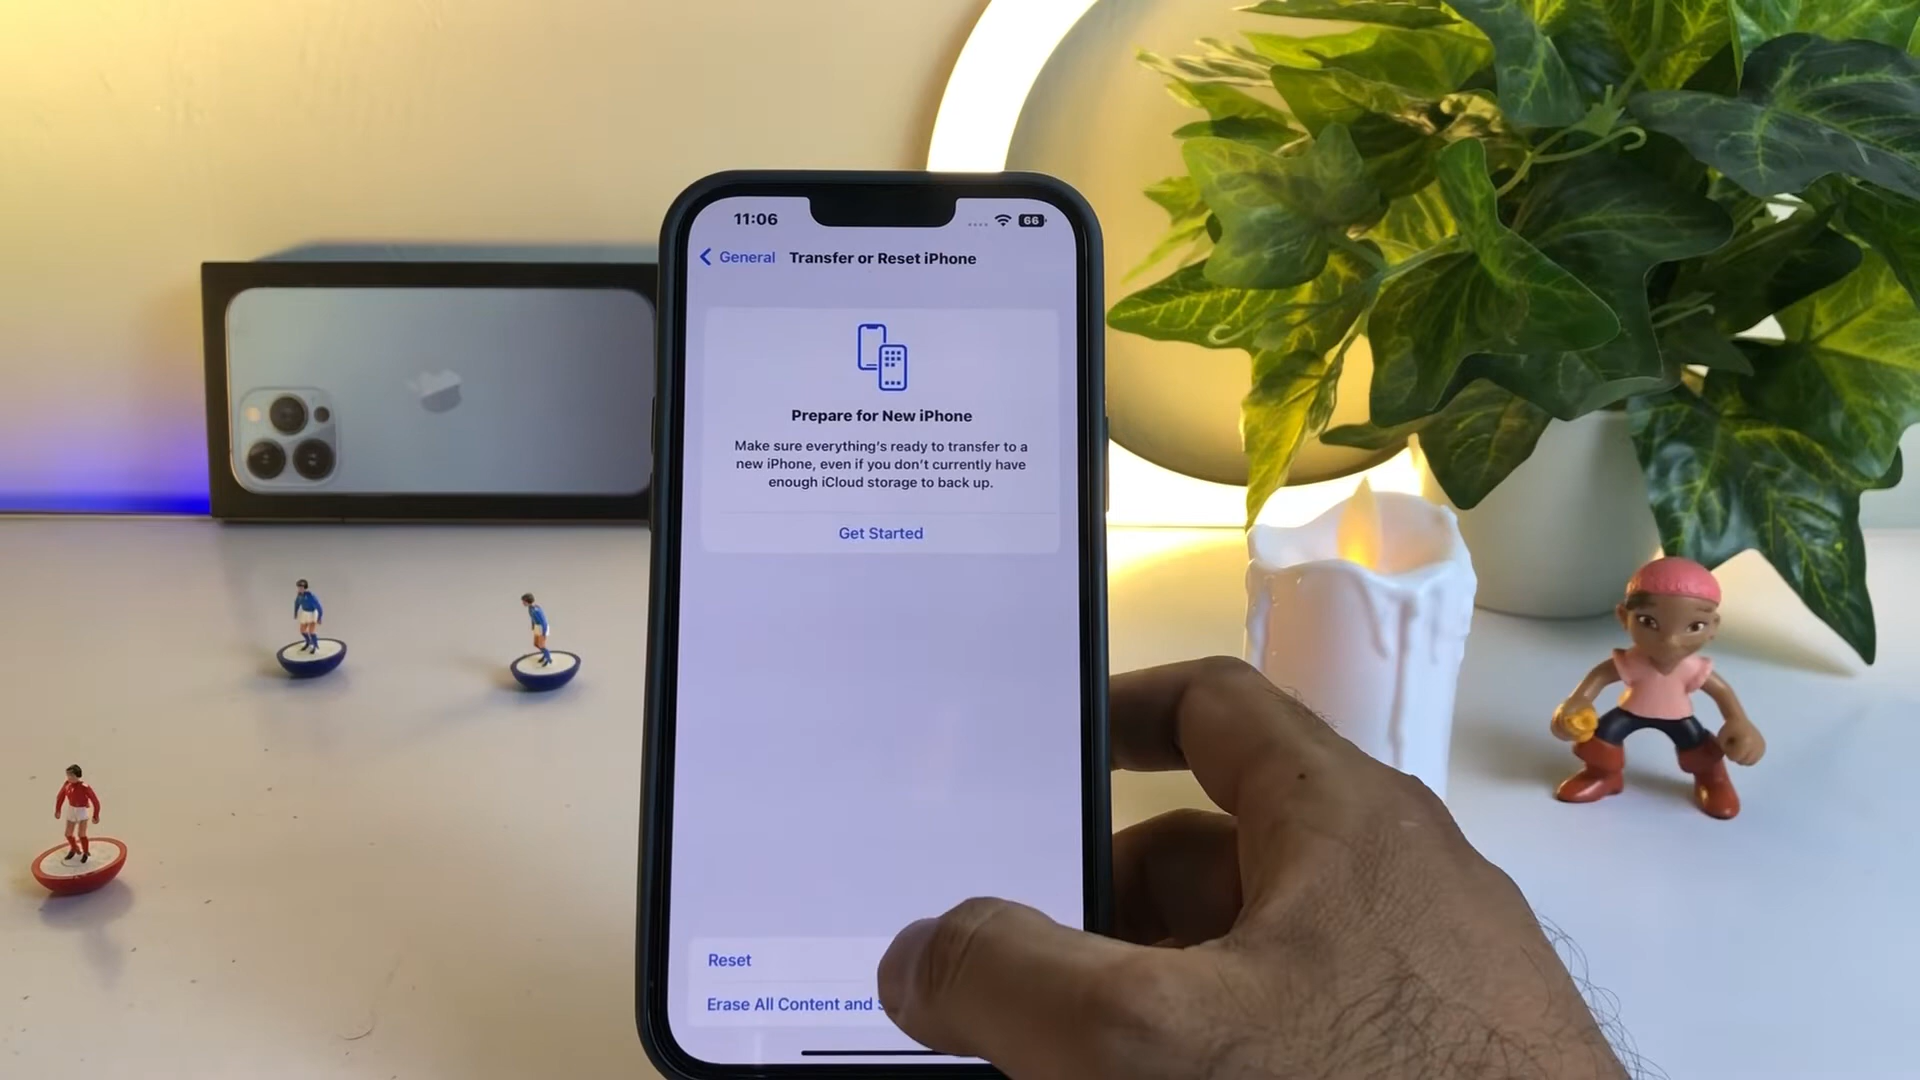 11:06
66
General Transfer or Reset iPhone
Prepare for New iPhone
Make sure everything's ready to transfer to a
new iPhone, even if you don't currently have
enough iCloud storage to back up.
Get Started
Reset
Erase All Content and